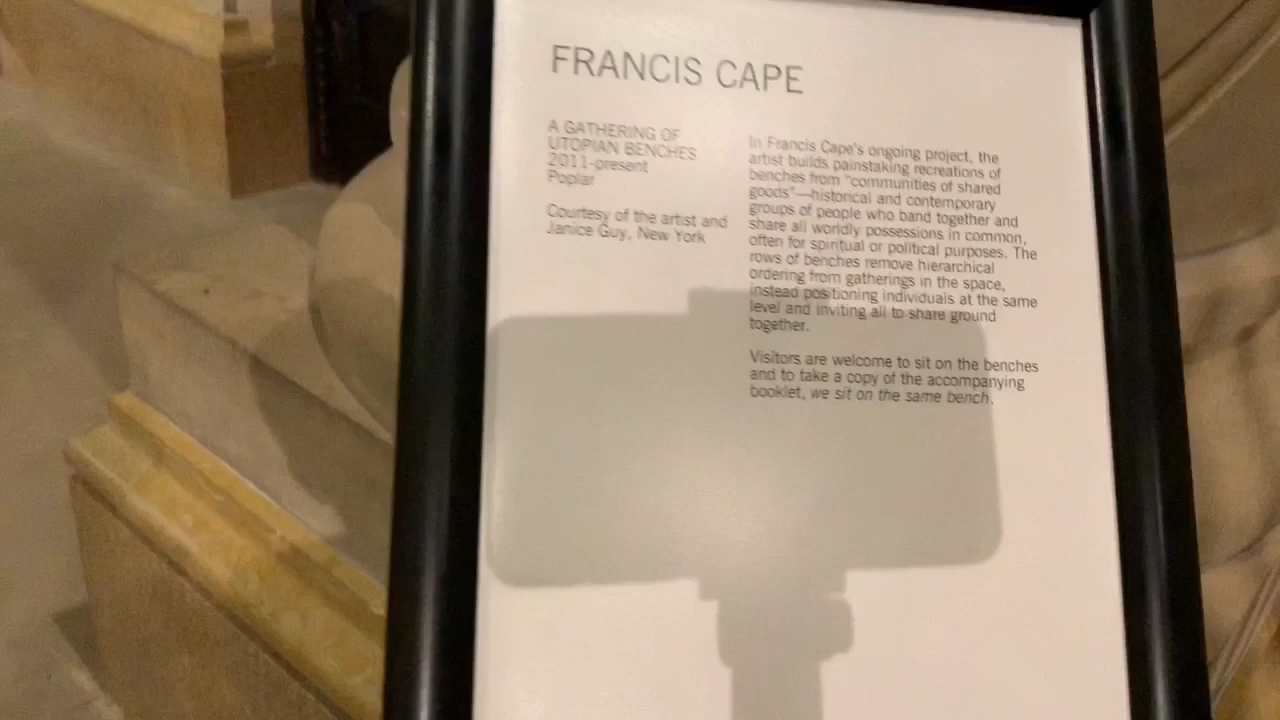 FRANCIS CAPE
A GATHERING OF
UTOPIAN BENCHES
2011-present
Poplar
Courtesy of the artist and
Janice Guy, New York
In Francis Cape's ongoing project, the
artist builds painstaking recreations of
benches from "communities of shared
goods"—historical and contemporary
groups of people who band together and
share all worldly possessions in common,
often for spiritual or political purposes. The
rows of benches remove hierarchical
ordering from gatherings in the space,
instead positioning individuals at the same
level and inviting all to share ground
together.
Visitors are welcome to sit on the benches
and to take a copy of the accompanying
booklet, we sit on the same bench.